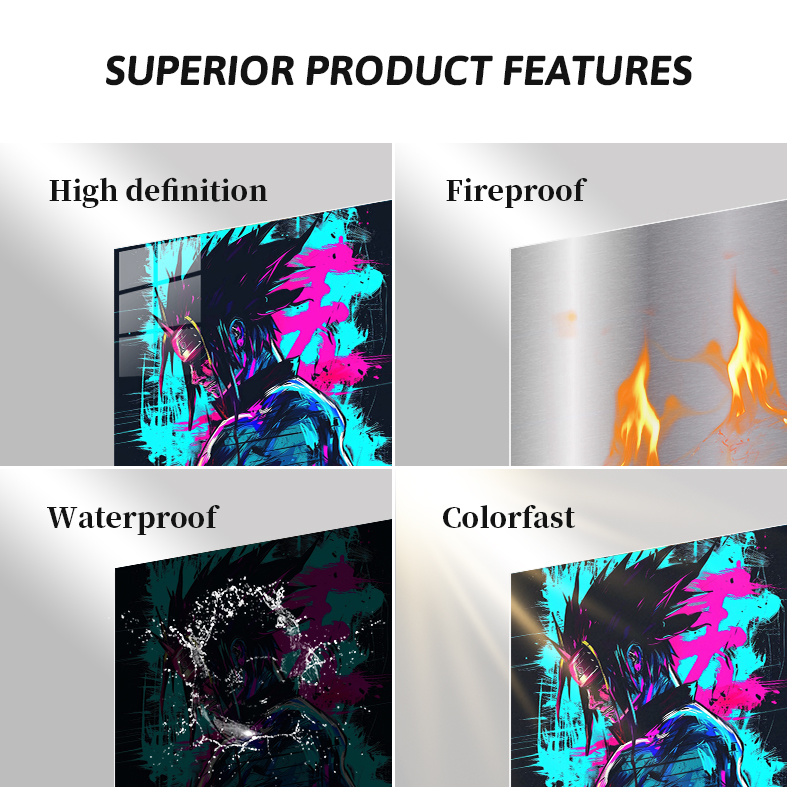 SUPERIOR PRODUCT FEATURES
High definition
Fireproof
Waterproof
Colorfast